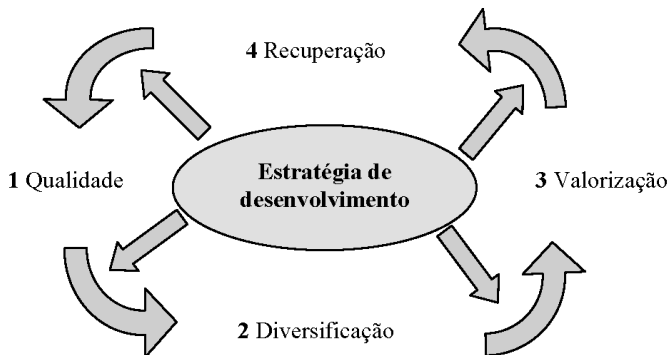 4 Recuperação
Estratégia de
desenvolvimento
1 Qualidade
3 Valorização
2 Diversificação